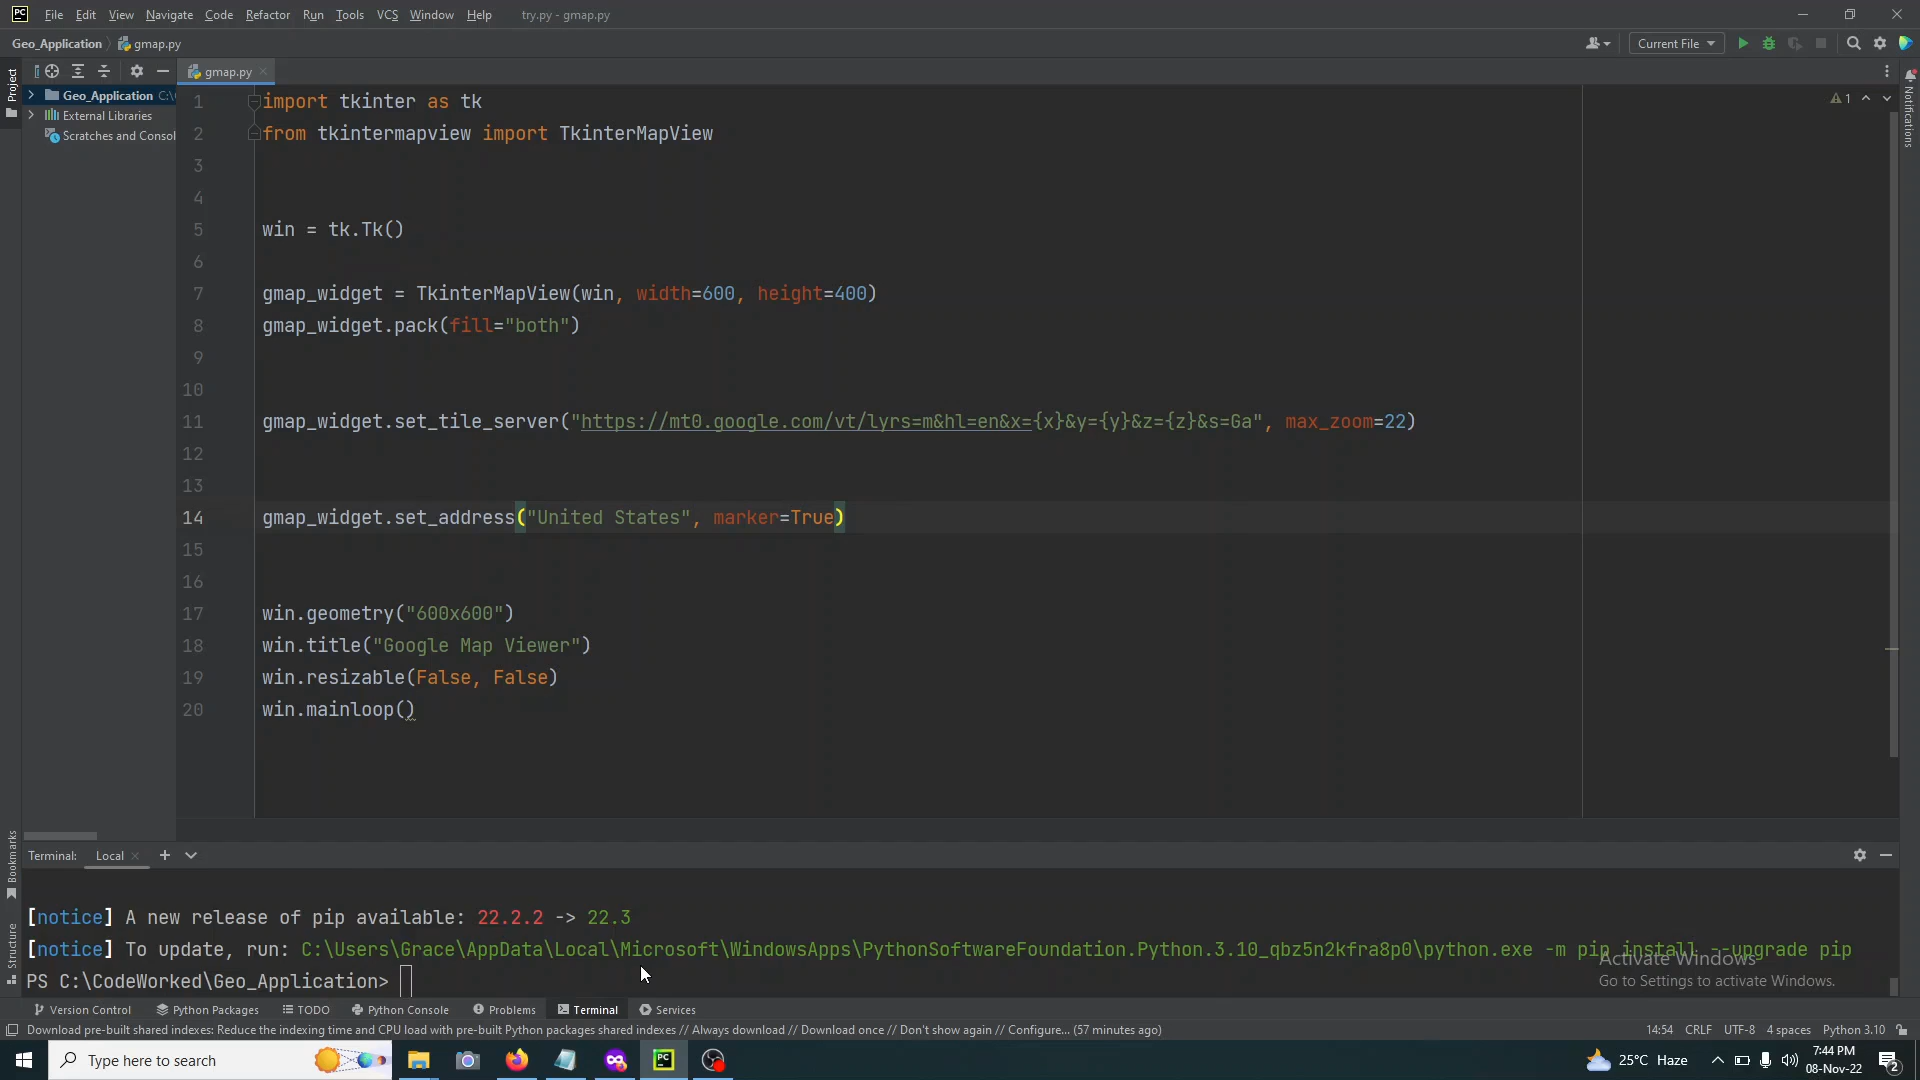 PC File Edit View Navigate Code Refactor Run Tools VCS Window Help try.py - gmap.py
Geo_Application gmap.py Current File
Project
gmap.py
Notifications
Geo_Application C:\
External Libraries
Scratches and Consol
1 import tkinter as tk
1
2 from tkintermapview import TkinterMapView
3
4
5 win = tk.Tk()
6
7 gmap_widget = TkinterMapView(win, width=600, height=400)
8 gmap_widget.pack(fill="both")
9
10
11 gmap_widget.set_tile_server("https://mt0.google.com/vt/lyrs=m&hl=en&x={x}&y={y}&z={z}&s=Ga", max_zoom=22)
12
13
14 gmap_widget.set_address("United States", marker=True)
15
16
17 win.geometry("600x600")
18 win.title("Google Map Viewer")
19 win.resizable(False, False)
20 win.mainloop()
Bookmarks
Structure
Terminal: Local
[notice] A new release of pip available: 22.2.2 -> 22.3
[notice] To update, run: C:\Users\Grace\AppData\Local\Microsoft\WindowsApps\PythonSoftwareFoundation.Python.3.10_qbz5n2kfra8p0\python.exe -m pip install --upgrade pip
PS C:\CodeWorked\Geo_Application>
Activate Windows
Go to Settings to activate Windows.
Version Control Python Packages TODO Python Console Problems Terminal Services
Download pre-built shared indexes: Reduce the indexing time and CPU load with pre-built Python packages shared indexes // Always download // Download once // Don't show again // Configure... (57 minutes ago) 14:54 CRLF UTF-8 4 spaces Python 3.10
Type here to search PC 25°C Haze 7:44 PM
08-Nov-22 2